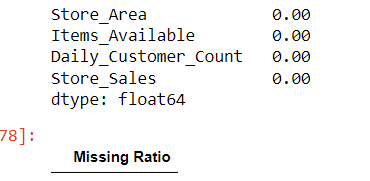 Store_Area 0.00
Items_Available 0.00
Daily_Customer_Count 0.00
Store_Sales 0.00
dtype: float64
78]:
Missing Ratio